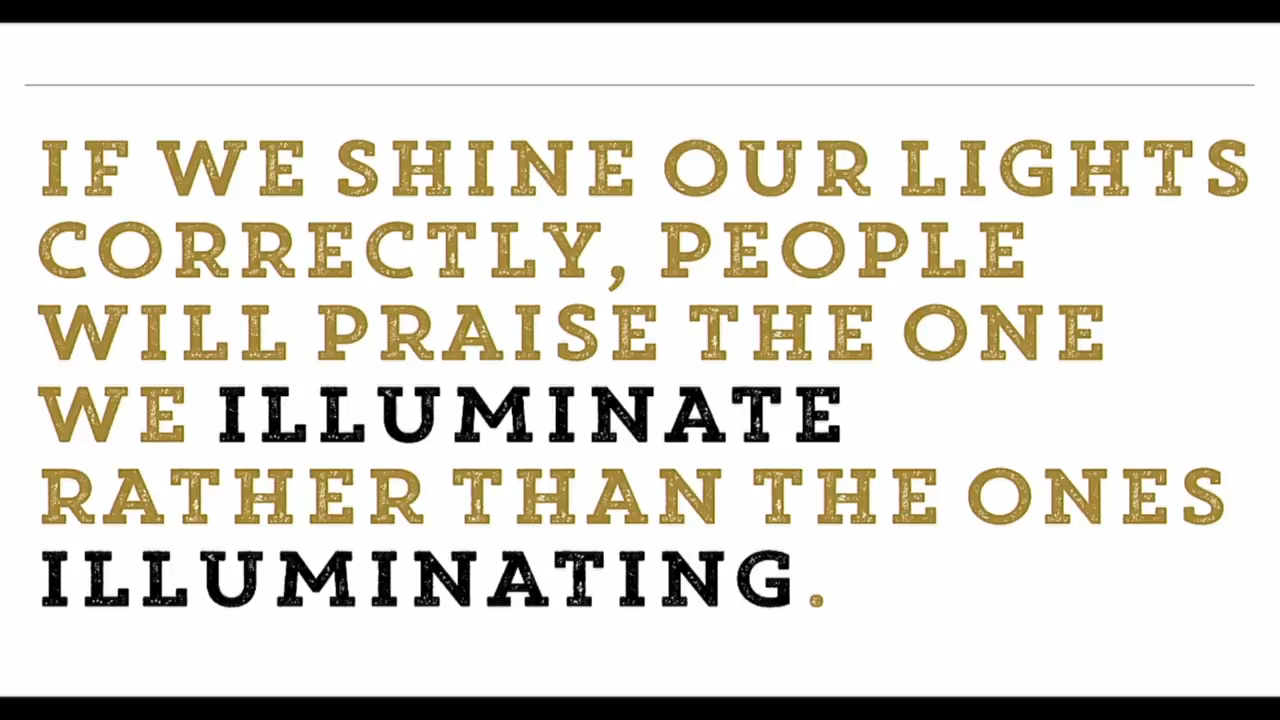 IF WE SHINE OUR LIGHTS
CORRECTLY, PEOPLE
WILL PRAISE THE ONE
WE ILLUMINATE
RATHER THAN THE ONES
ILLUMINATING.